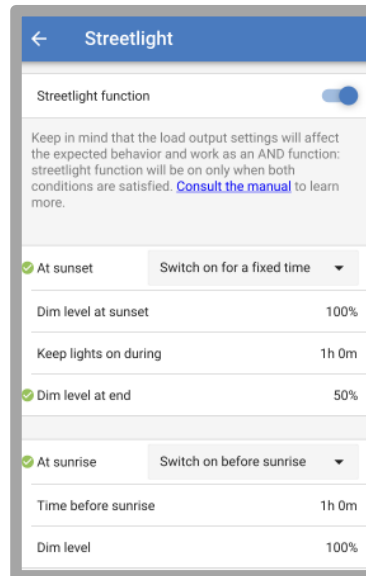 Streetlight
Streetlight function
Keep in mind that the load output settings will affect
the expected behavior and work as an AND function:
streetlight function will be on only when both
conditions are satisfied. Consult the manual to learn
more.
At sunset Switch on for a fixed time
Dim level at sunset 100%
Keep lights on during 1h 0m
Dim level at end 50%
At sunrise Switch on before sunrise
Time before sunrise 1h 0m
Dim level 100%